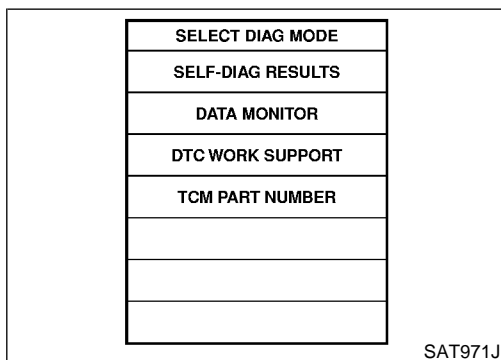 SELECT DIAG MODE
SELF-DIAG RESULTS
DATA MONITOR
DTC WORK SUPPORT
TCM PART NUMBER
SAT971J